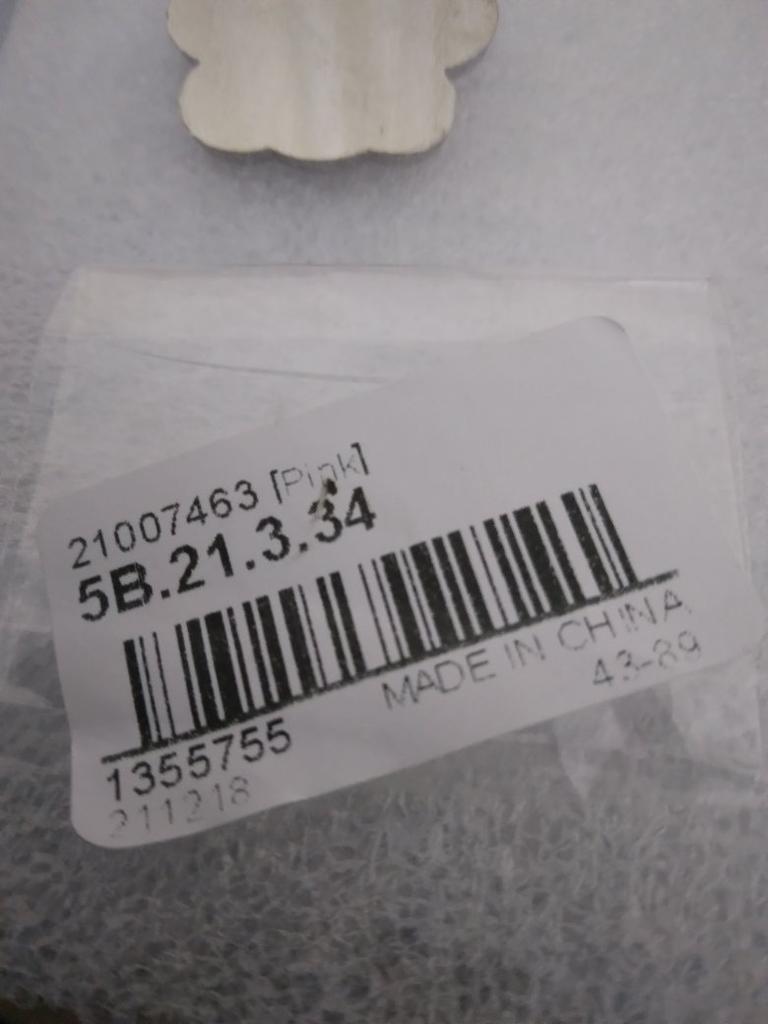 21007463 [Pink]
5B.21.3.34
MADE IN CHINA
43-89
1355755
211218